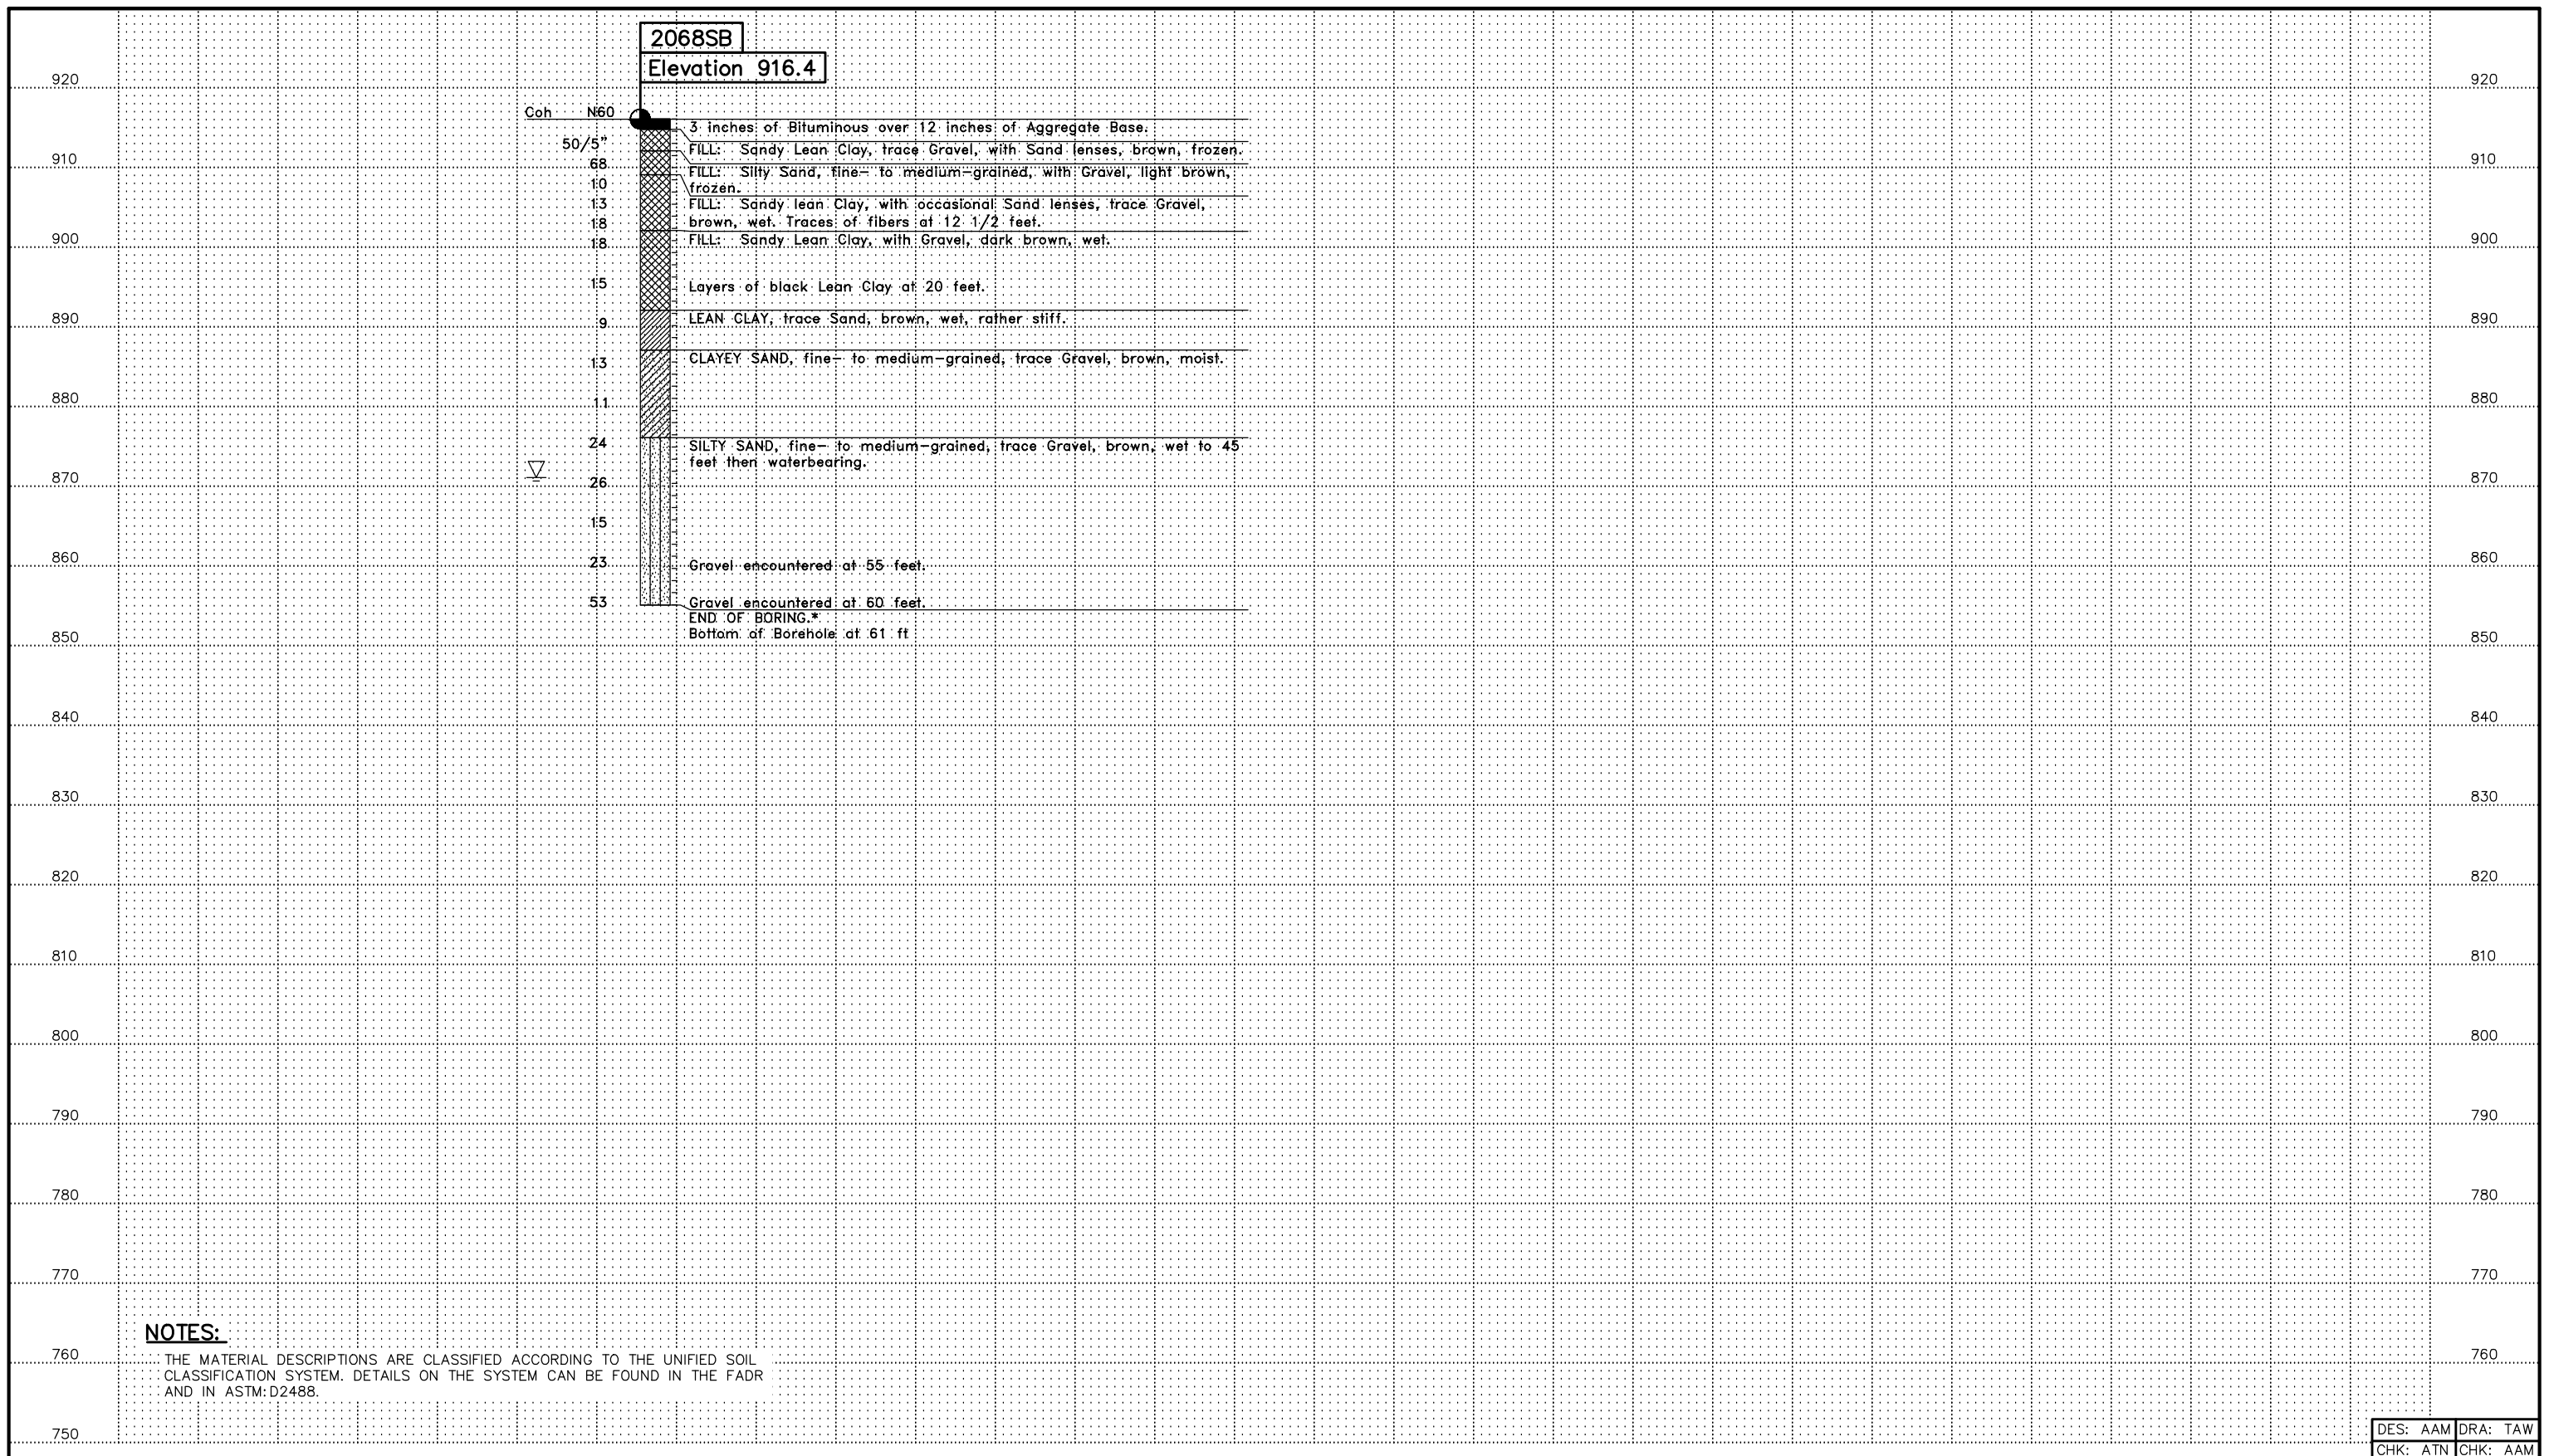 2068SB
Elevation 916.4
920 920
Coh N60
3 inches of Bituminous over 12 inches of Aggregate Base.
50/5"
FILL: Sandy Lean Clay, trace Gravel, with Sand lenses, brown, frozen.
910 910
68
FILL: Silty Sand, fine- to medium-grained, with Gravel, light brown,
frozen.
10
13
FILL: Sandy lean Clay, with occasional Sand lenses, trace Gravel,
brown, wet. Traces of fibers at 12 1/2 feet.
18
900 900
18
FILL: Sandy Lean Clay, with Gravel, dark brown, wet.
15
Layers of black Lean Clay at 20 feet.
890 890
9
LEAN CLAY, trace Sand, brown, wet, rather stiff.
13
CLAYEY SAND, fine- to medium-grained, trace Gravel, brown, moist.
880 880
11
24
SILTY SAND, fine- to medium-grained, trace Gravel, brown, wet to 45
feet then waterbearing.
870 870
26
15
860 860
23
Gravel encountered at 55 feet.
53
Gravel encountered at 60 feet.
END OF BORING.*
Bottom of Borehole at 61 ft
850 850
840 840
830 830
820 820
810 810
800 800
790 790
780 780
770 770
NOTES:
760 760
THE MATERIAL DESCRIPTIONS ARE CLASSIFIED ACCORDING TO THE UNIFIED SOIL
CLASSIFICATION SYSTEM. DETAILS ON THE SYSTEM CAN BE FOUND IN THE FADR
AND IN ASTM:D2488.
750
DES: AAM DRA: TAW
CHK: ATN CHK: AAM